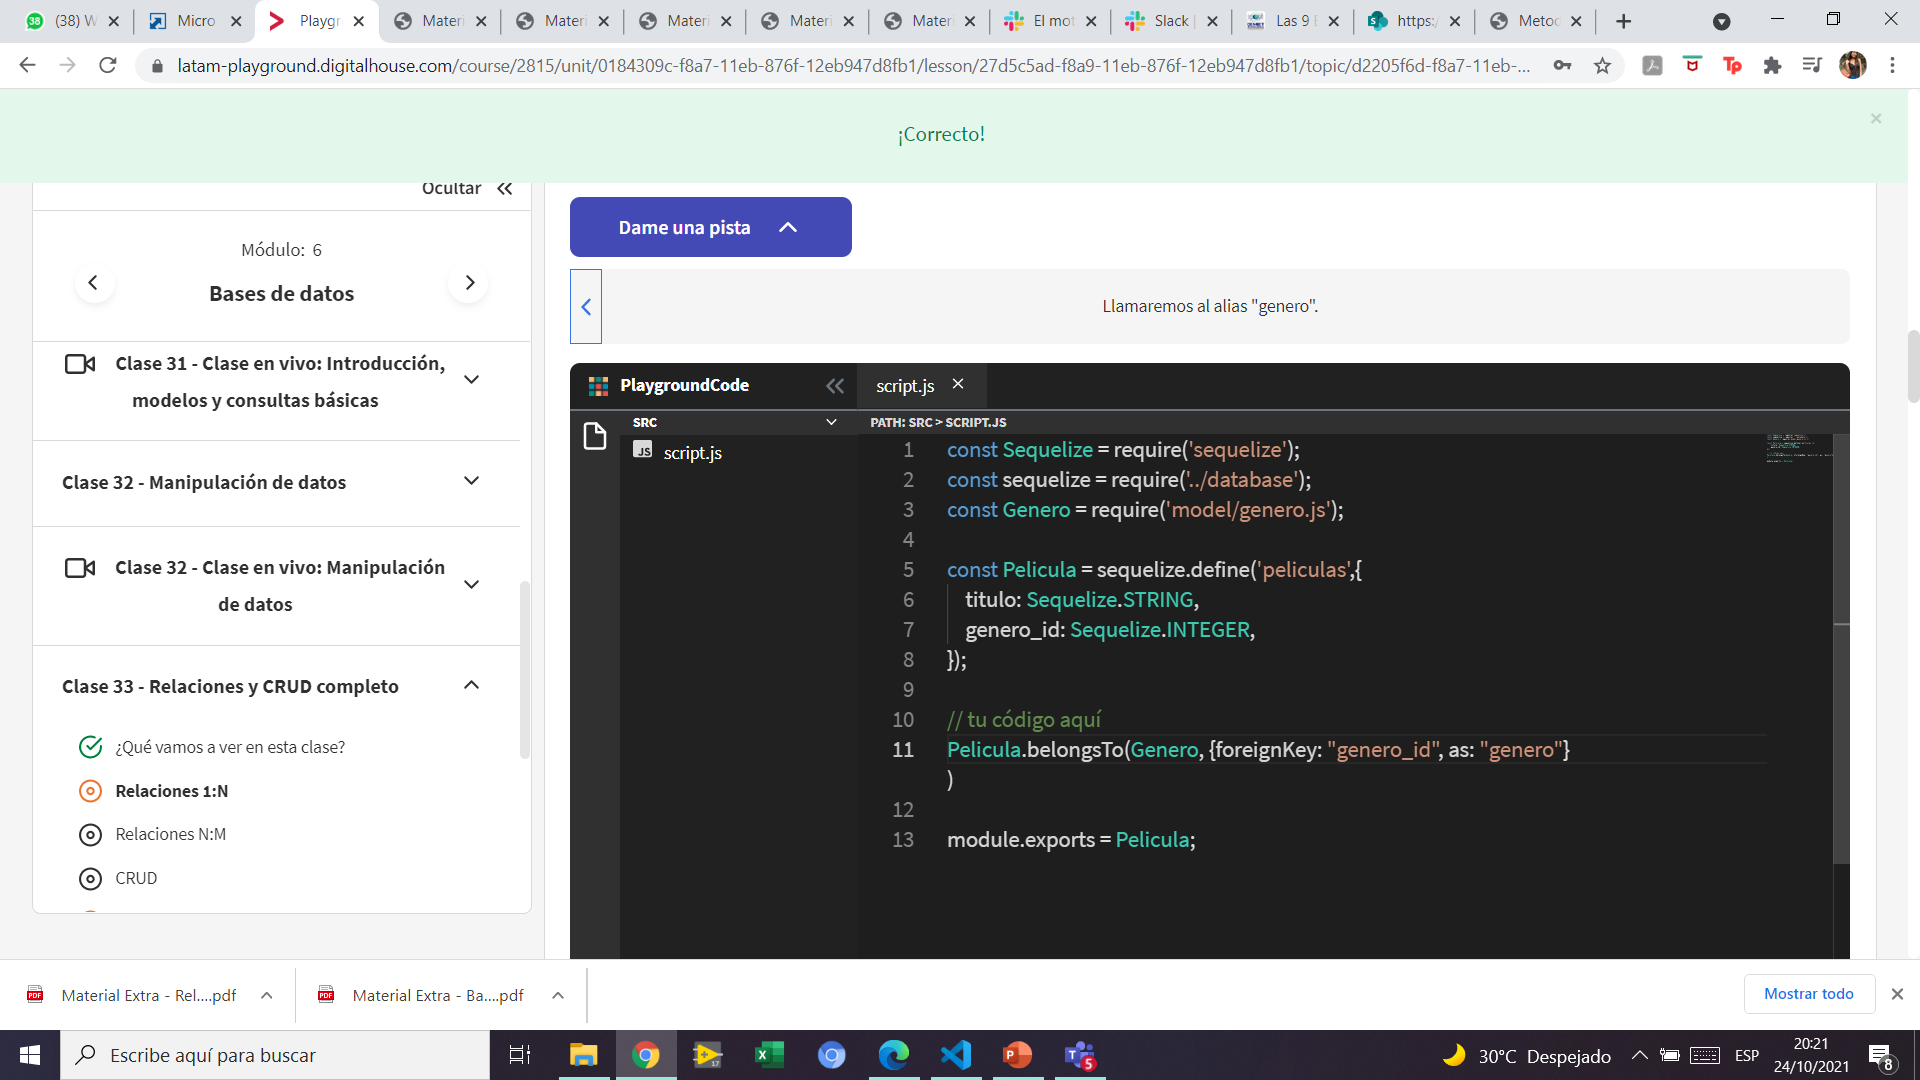 (38) W
Micro
Playgr
Materi
Materi
Materi
Materi
Materi
El mot
Slack |
Las 9 E
https:/
Metod
latam-playground.digitalhouse.com/course/2815/unit/0184309c-f8a7-11eb-876f-12eb947d8fb1/lesson/27d5c5ad-f8a9-11eb-876f-12eb947d8fb1/topic/d2205f6d-f8a7-11eb-...
¡Correcto!
Ocultar
Módulo: 6
Bases de datos
Clase 31 - Clase en vivo: Introducción,
modelos y consultas básicas
Clase 32 - Manipulación de datos
Clase 32 - Clase en vivo: Manipulación
de datos
Clase 33 - Relaciones y CRUD completo
¿Qué vamos a ver en esta clase?
Relaciones 1:N
Relaciones N:M
CRUD
Dame una pista
Llamaremos al alias "genero".
PlaygroundCode
script.js
SRC
PATH: SRC > SCRIPT.JS
script.js
1 const Sequelize = require('sequelize');
2 const sequelize = require('../database');
3 const Genero = require('model/genero.js');
4
5 const Pelicula = sequelize.define('peliculas',{
6 titulo: Sequelize.STRING,
7 genero_id: Sequelize.INTEGER,
8 });
9
10 // tu código aquí
11 Pelicula.belongsTo(Genero, {foreignKey: "genero_id", as: "genero"}
)
12
13 module.exports = Pelicula;
Material Extra - Rel....pdf
Material Extra - Ba....pdf
Mostrar todo
Escribe aquí para buscar
30°C Despejado
ESP
20:21
24/10/2021
8